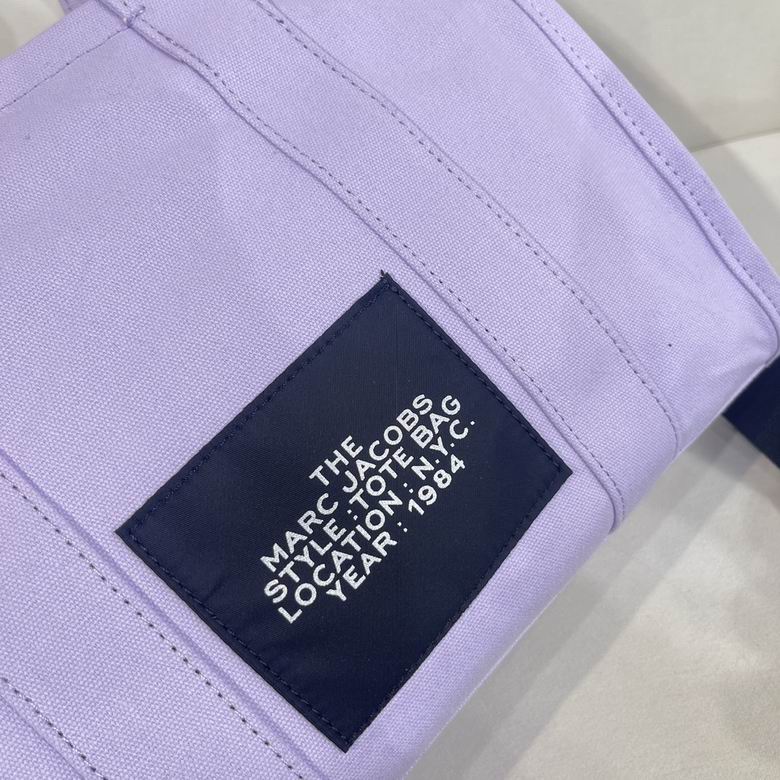 THE
MARC JACOBS
STYLE : TOTE BAG
LOCATION : N.Y.C.
YEAR : 1984